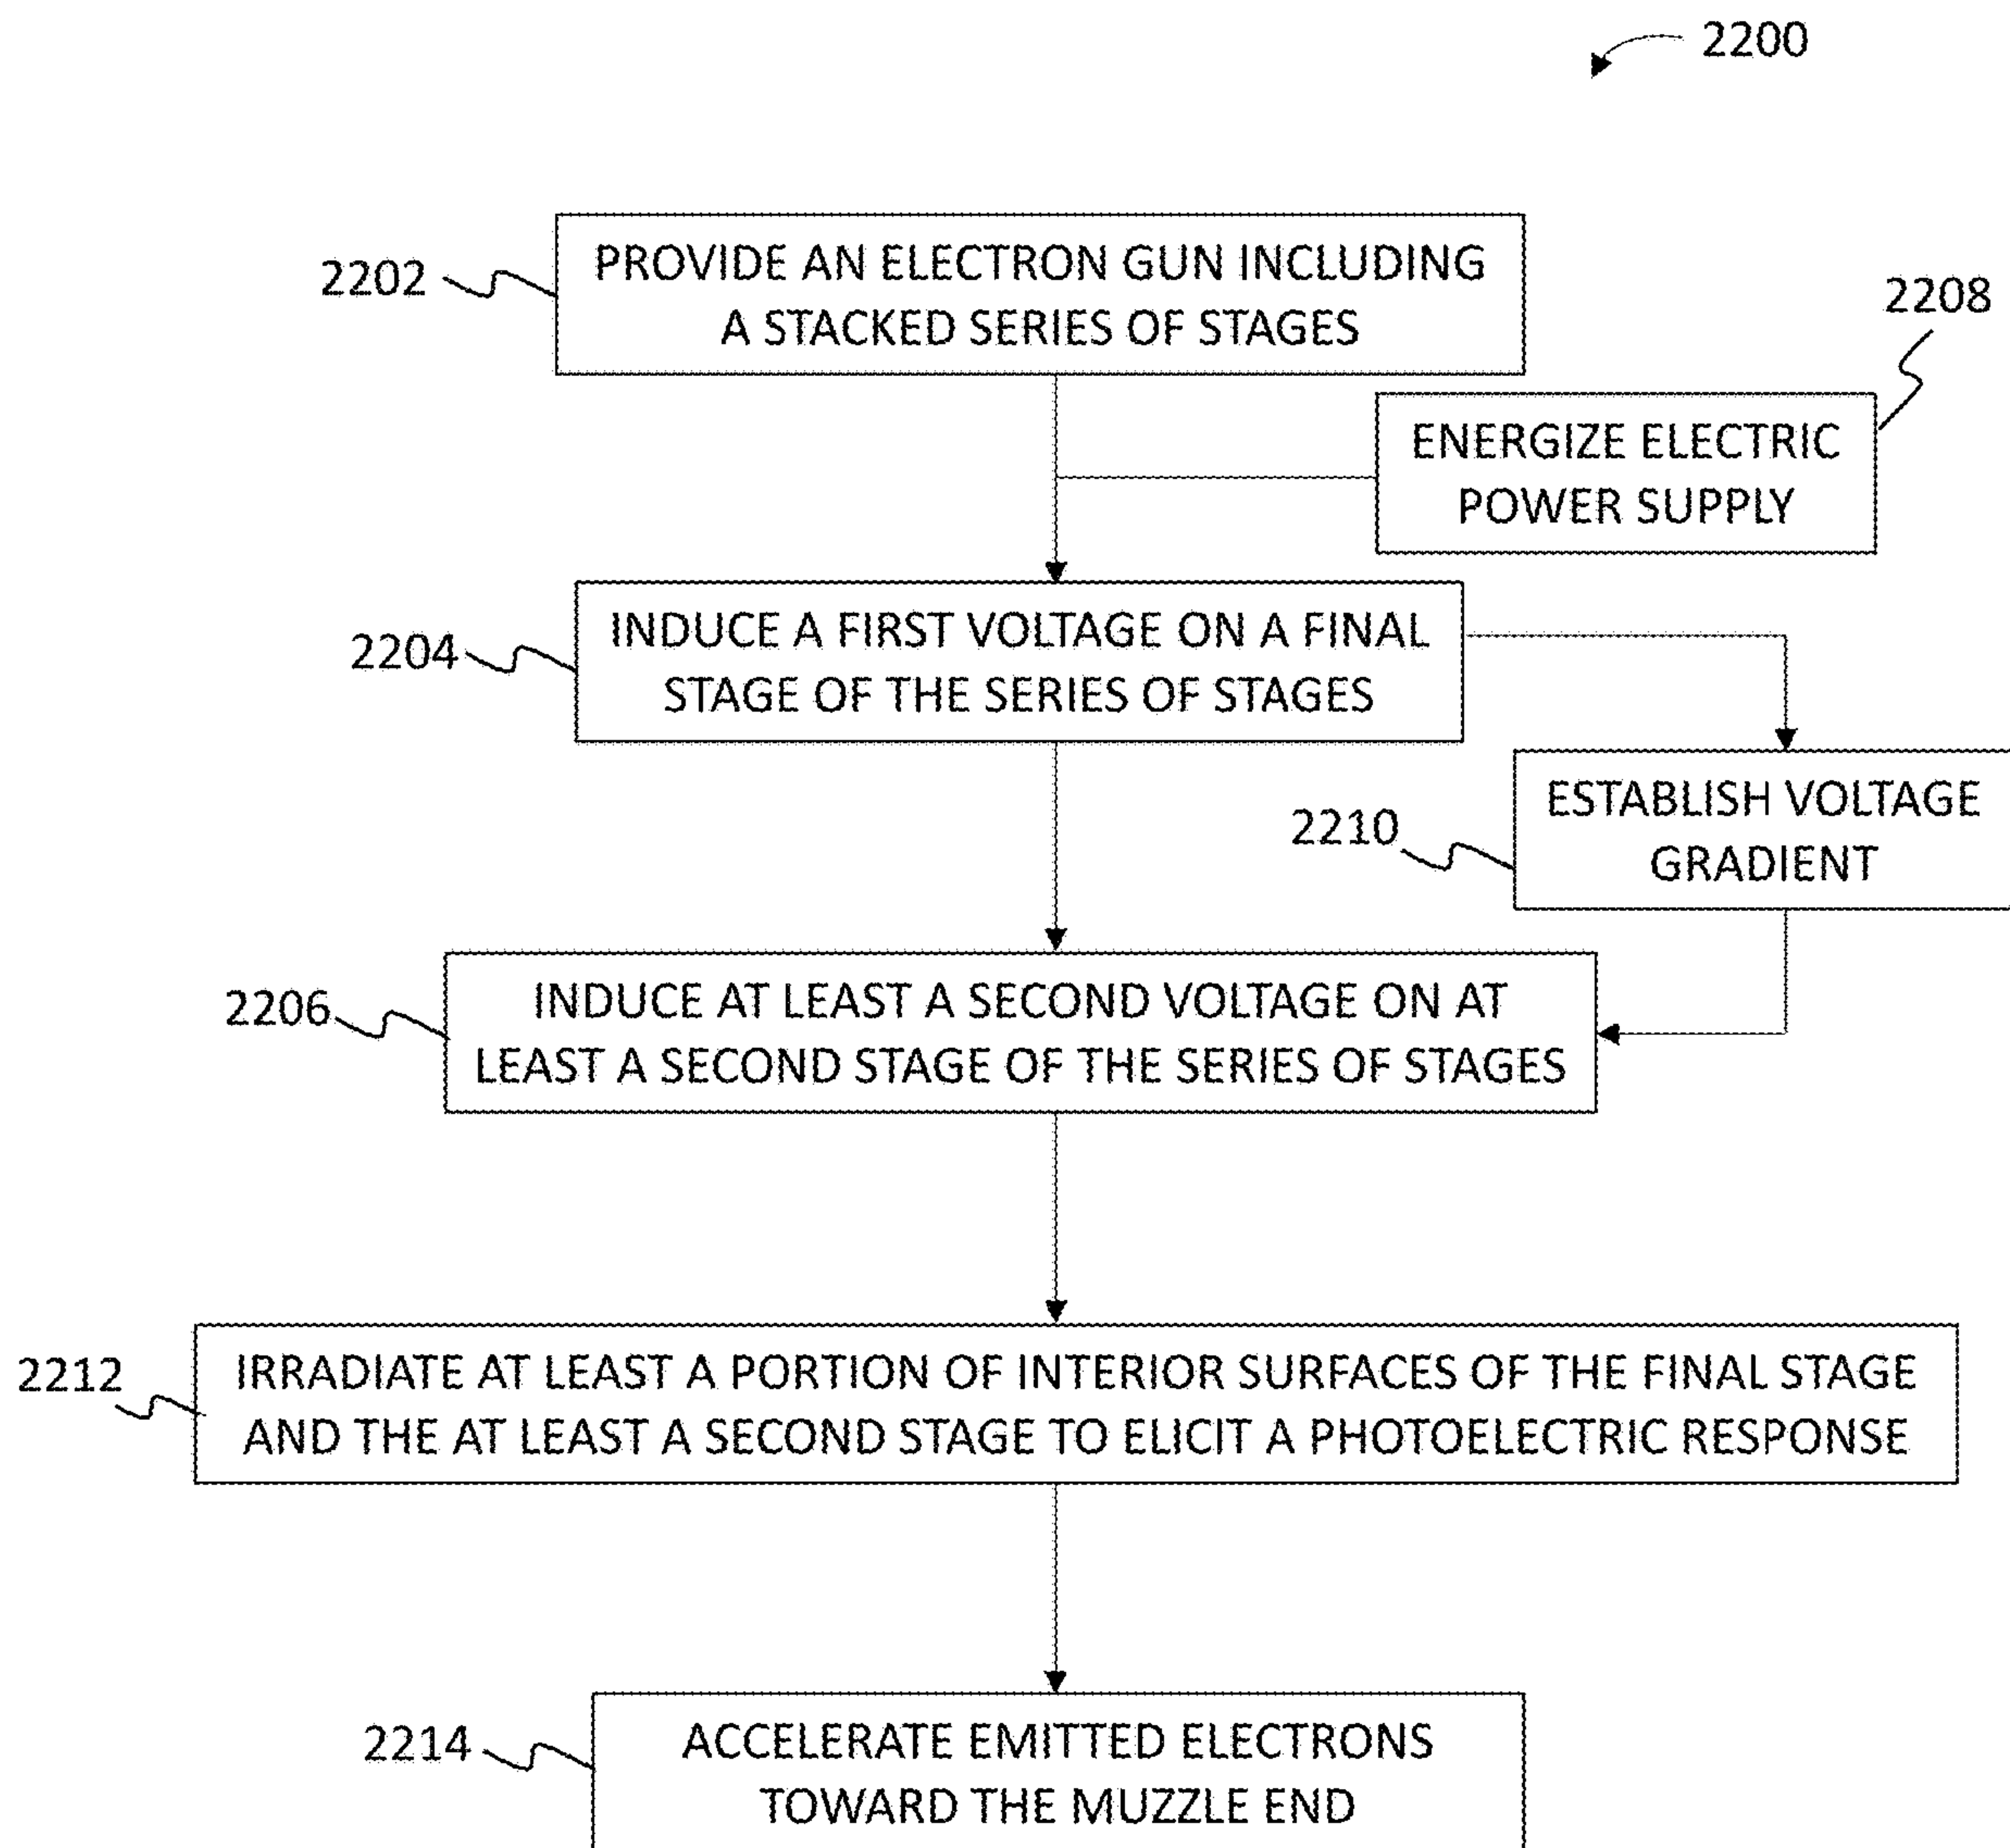 2200
2202
PROVIDE AN ELECTRON GUN INCLUDING
A STACKED SERIES OF STAGES
2208
ENERGIZE ELECTRIC
POWER SUPPLY
2204
INDUCE A FIRST VOLTAGE ON A FINAL
STAGE OF THE SERIES OF STAGES
2210
ESTABLISH VOLTAGE
GRADIENT
2206
INDUCE AT LEAST A SECOND VOLTAGE ON AT
LEAST A SECOND STAGE OF THE SERIES OF STAGES
2212
IRRADIATE AT LEAST A PORTION OF INTERIOR SURFACES OF THE FINAL STAGE
AND THE AT LEAST A SECOND STAGE TO ELICIT A PHOTOELECTRIC RESPONSE
2214
ACCELERATE EMITTED ELECTRONS
TOWARD THE MUZZLE END